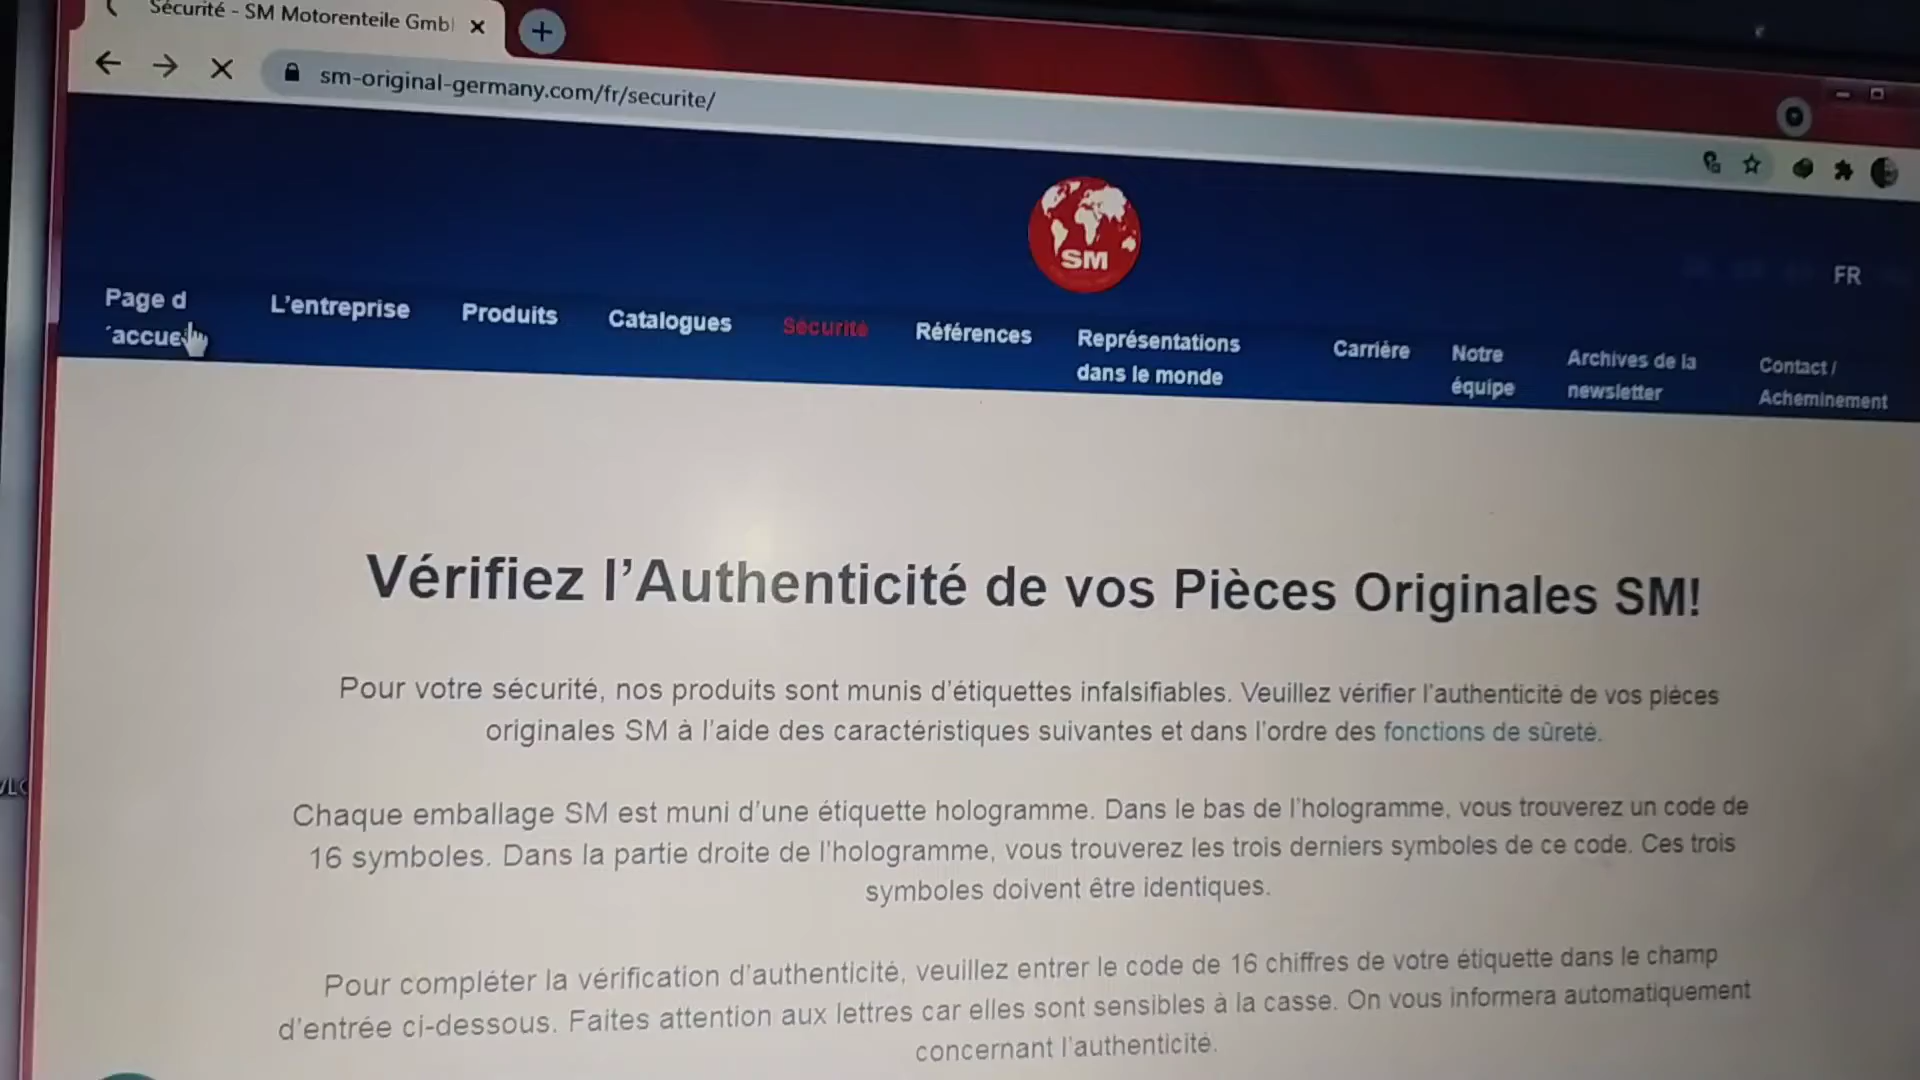 Sécurité - SM Motorenteile Gmb
sm-original-germany.com/fr/securite/
SM
FR
Page d
´accuei
L'entreprise
Produits
Catalogues
Sécurité
Références
Représentations
dans le monde
Carrière
Notre
équipe
Archives de la
newsletter
Contact /
Acheminement
Vérifiez l’Authenticité de vos Pièces Originales SM!
Pour votre sécurité, nos produits sont munis d’étiquettes infalsifiables. Veuillez vérifier l’authenticité de vos pièces
originales SM à l’aide des caractéristiques suivantes et dans l’ordre des fonctions de sûreté.
Chaque emballage SM est muni d’une étiquette hologramme. Dans le bas de l’hologramme, vous trouverez un code de
16 symboles. Dans la partie droite de l’hologramme, vous trouverez les trois derniers symboles de ce code. Ces trois
symboles doivent être identiques.
Pour compléter la vérification d’authenticité, veuillez entrer le code de 16 chiffres de votre étiquette dans le champ
d’entrée ci-dessous. Faites attention aux lettres car elles sont sensibles à la casse. On vous informera automatiquement
concernant l’authenticité.